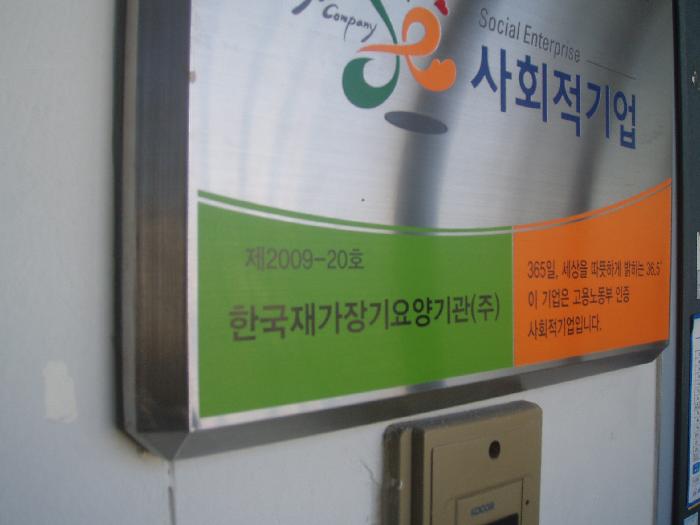 Company
Social Enterprise
사회적기업
제2009-20호
한국재가장기요양기관(주)
365일, 세상을 따뜻하게 밝히는 36.5°
이 기업은 고용노동부 인증
사회적기업입니다.
KOCOM